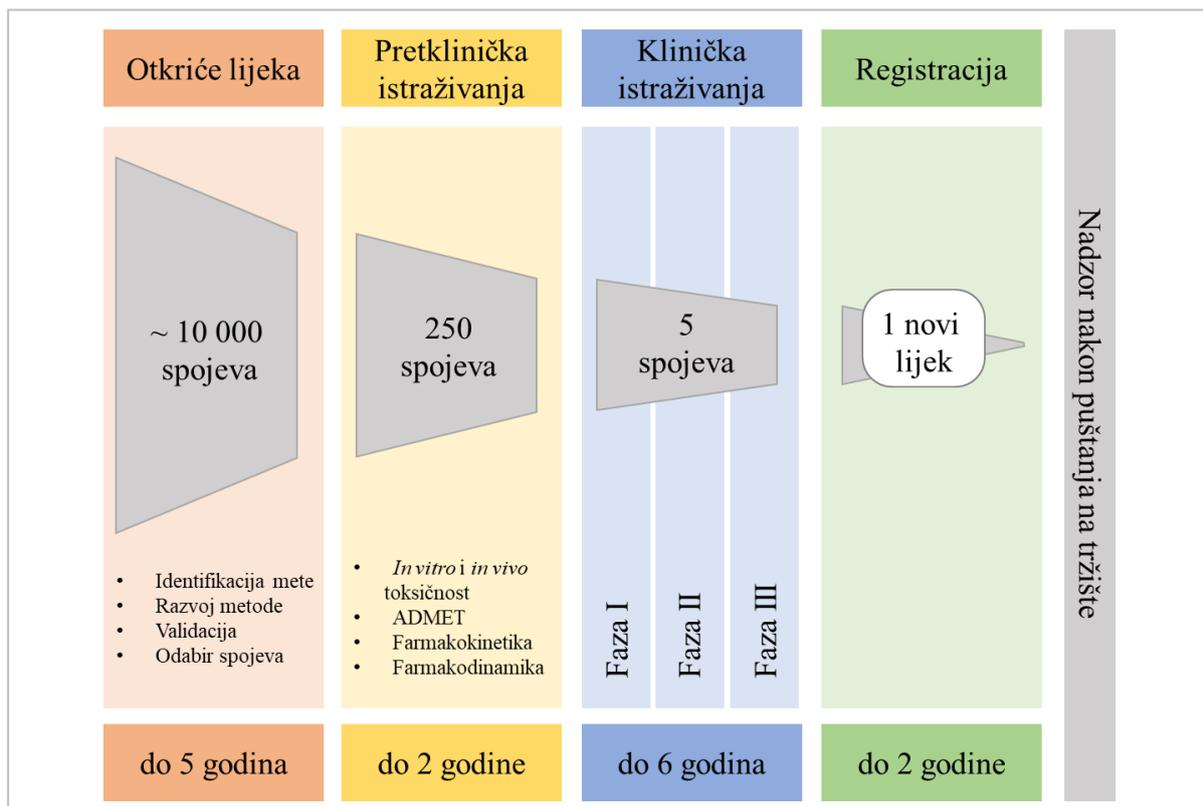 Otkriće lijeka
Pretklinička
istraživanja
Klinička
istraživanja
Registracija
~ 10 000
spojeva
250
spojeva
5
spojeva
1 novi
lijek
• Identifikacija mete
• Razvoj metode
• Validacija
• Odabir spojeva
• In vitro i in vivo
toksičnost
• ADMET
• Farmakokinetika
• Farmakodinamika
Faza I
Faza II
Faza III
do 5 godina
do 2 godine
do 6 godina
do 2 godine
Nadzor nakon puštanja na tržište